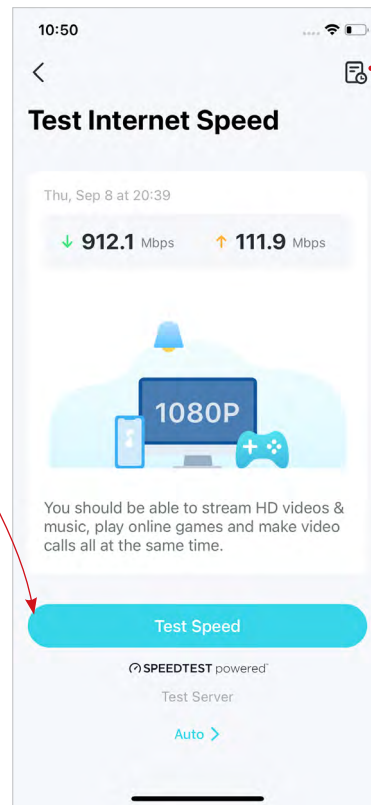 10:50
Test Internet Speed
Thu, Sep 8 at 20:39
↓ 912.1 Mbps ↑ 111.9 Mbps
1080P
You should be able to stream HD videos &
music, play online games and make video
calls all at the same time.
Test Speed
SPEEDTEST powered™
Test Server
Auto >